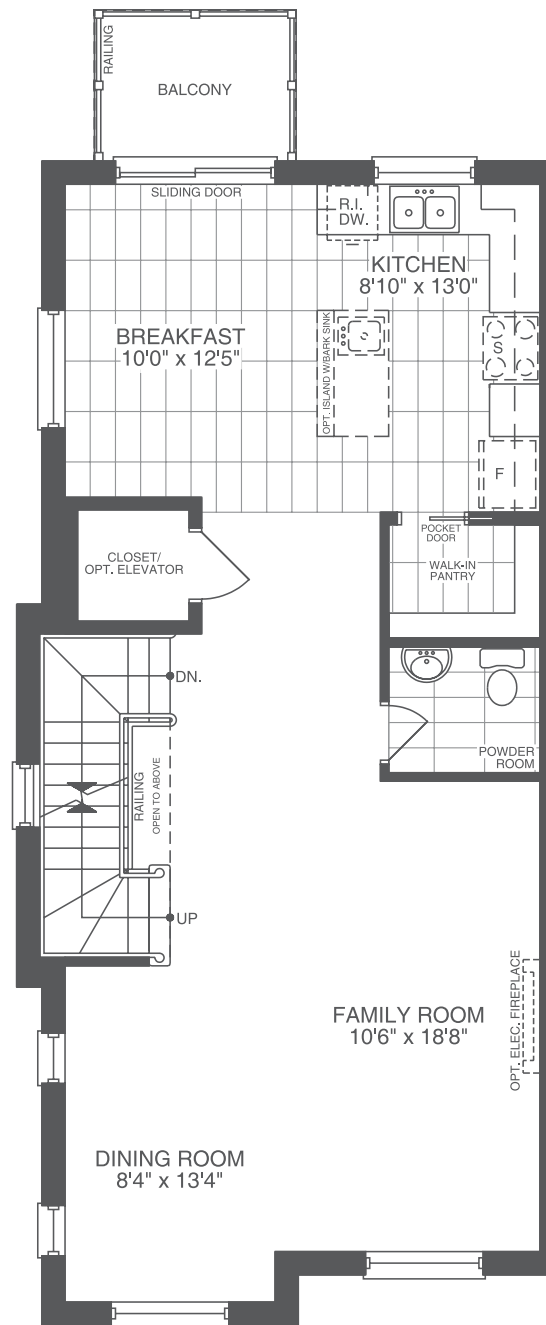 RAILING
BALCONY
SLIDING DOOR
R.I.
DW.
KITCHEN
8'10" x 13'0"
BREAKFAST
10'0" x 12'5"
OPT. ISLAND W/BARK SINK
S
S
F
CLOSET/
OPT. ELEVATOR
POCKET
DOOR
WALK-IN
PANTRY
DN.
POWDER
ROOM
RAILING
OPEN TO ABOVE
UP
FAMILY ROOM
10'6" x 18'8"
OPT. ELEC. FIREPLACE
DINING ROOM
8'4" x 13'4"